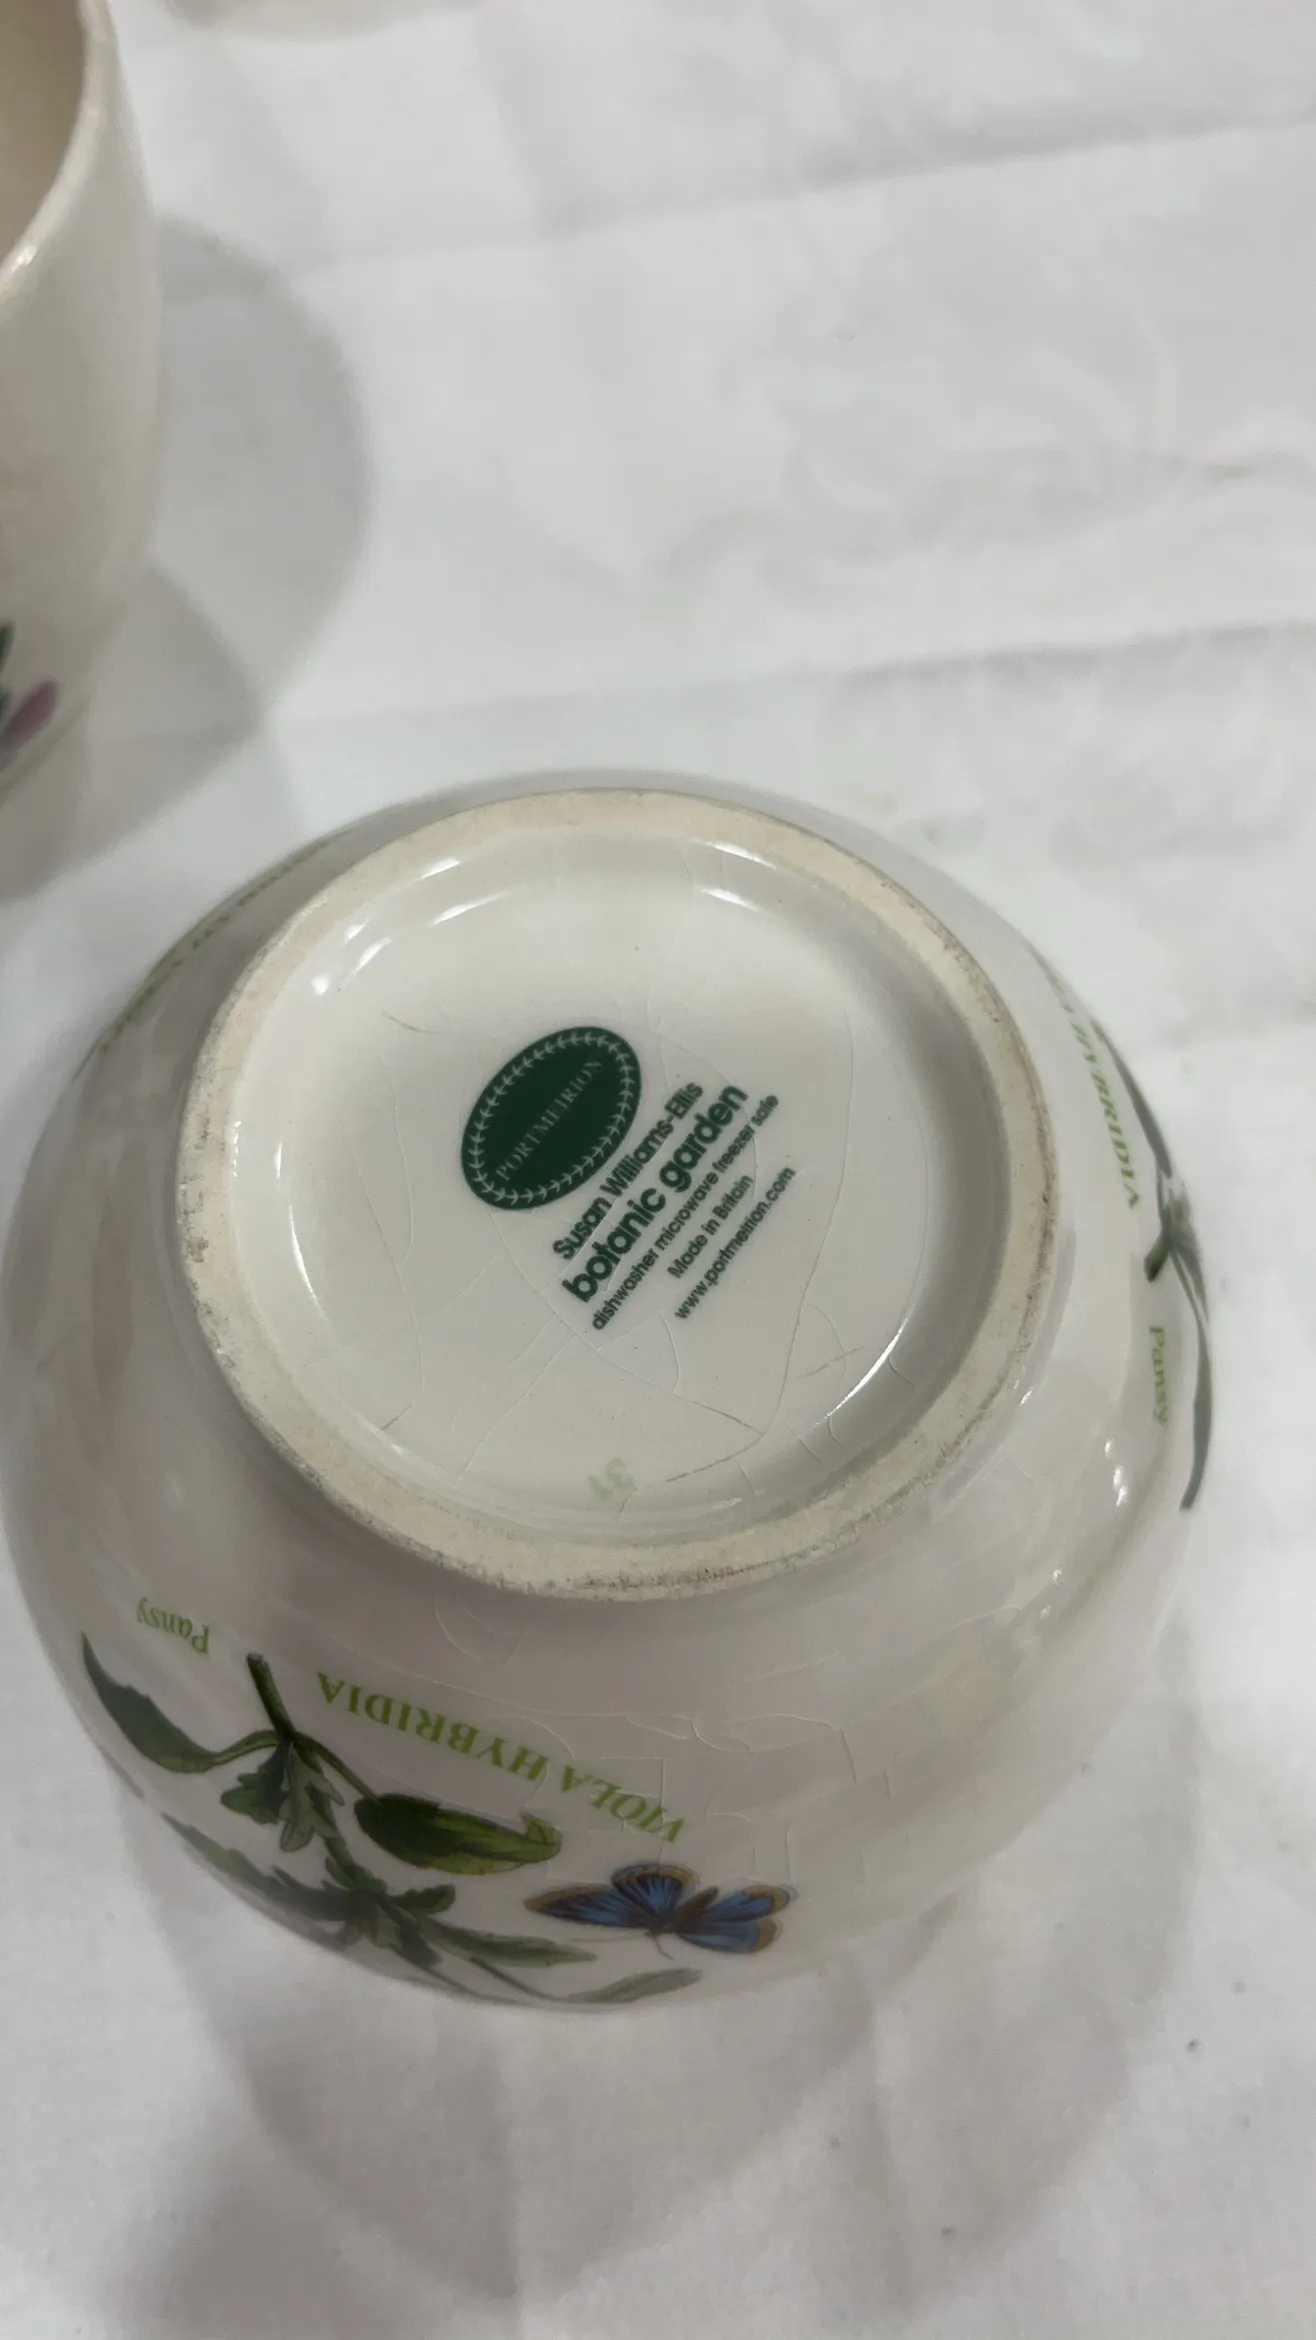 PORTMEIRION
Susan Williams-Ellis
botanic garden
dishwasher microwave freezer safe
Made in Britain
www.portmeirion.com
31
VIOLA HYBRIDIA
Pansy
HYBRIDIA
Pansy